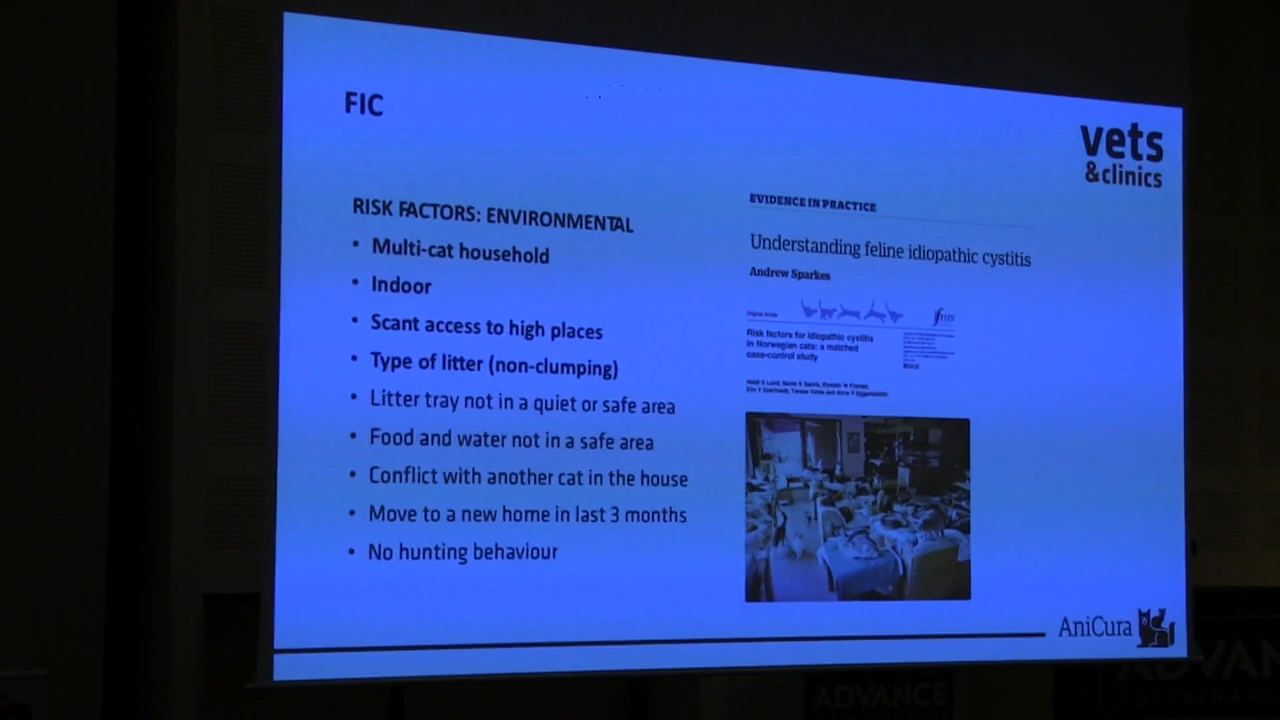 FIC
vets
&clinics
RISK FACTORS: ENVIRONMENTAL
• Multi-cat household
• Indoor
• Scant access to high places
• Type of litter (non-clumping)
• Litter tray not in a quiet or safe area
• Food and water not in a safe area
• Conflict with another cat in the house
• Move to a new home in last 3 months
• No hunting behaviour
EVIDENCE IN PRACTICE
Understanding feline idiopathic cystitis
Andrew Sparkes
Original Article
Risk factors for idiopathic cystitis
in Norwegian cats: a matched
case-control study
AniCura
ADVANCE